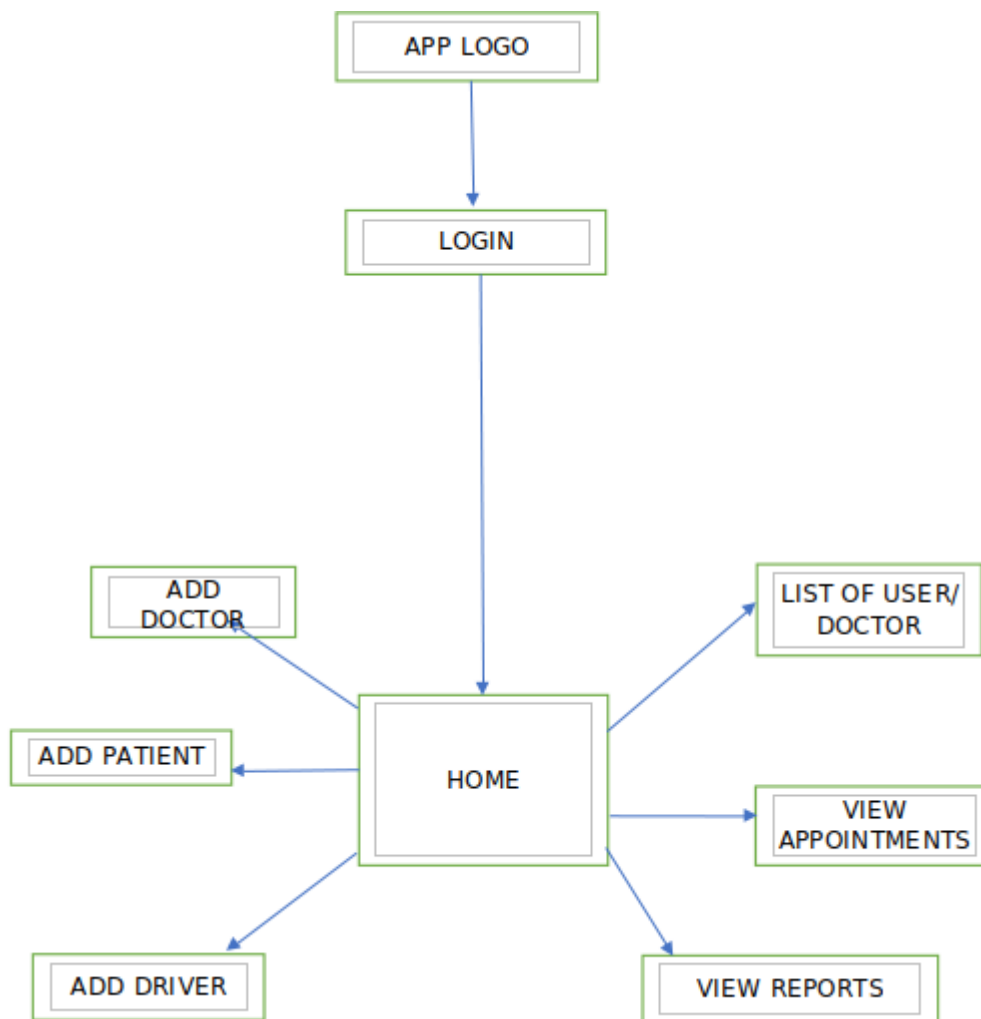 APP LOGO
LOGIN
ADD
DOCTOR
LIST OF USER/
DOCTOR
ADD PATIENT
HOME
VIEW
APPOINTMENTS
ADD DRIVER
VIEW REPORTS